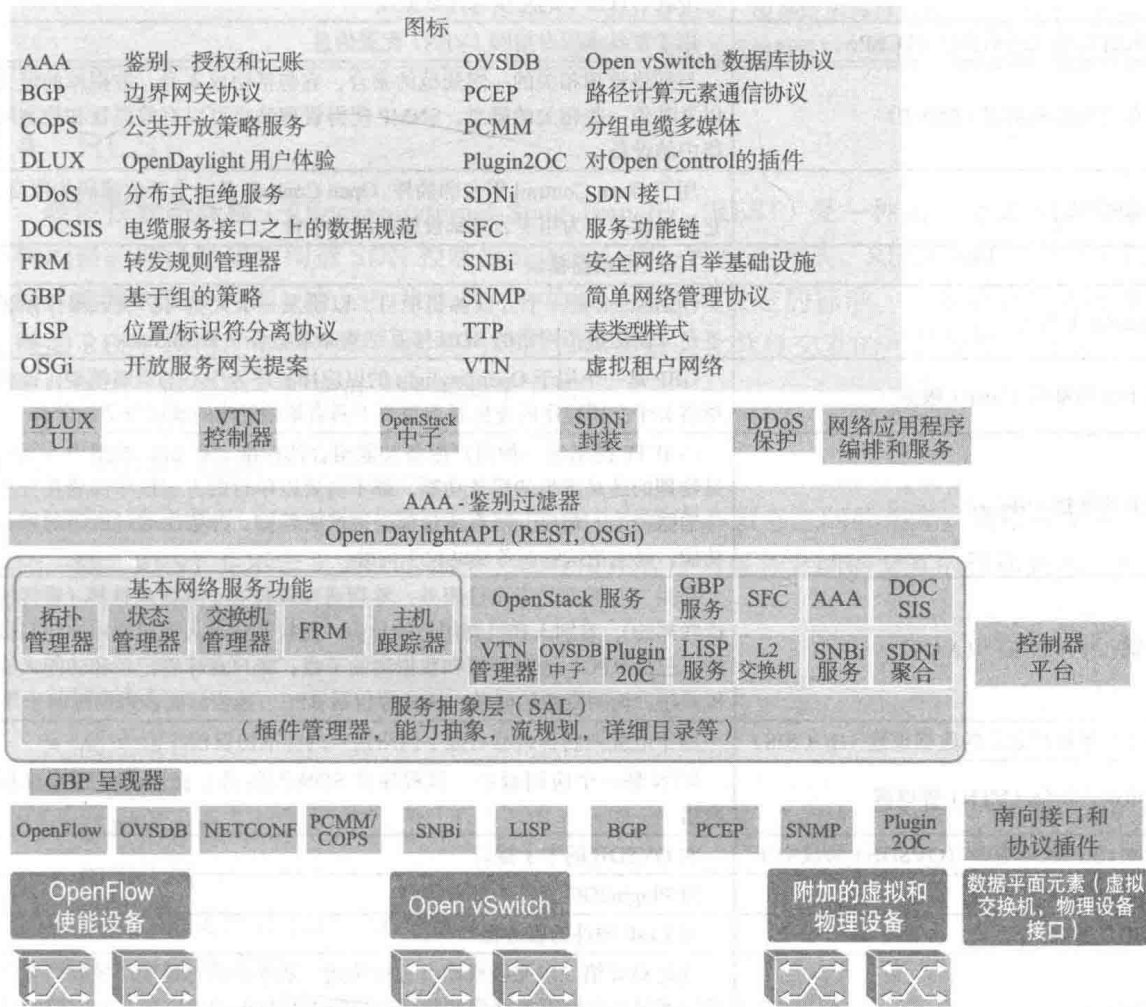 图标
AAA 鉴别、授权和记账 OVSDB Open vSwitch 数据库协议
BGP 边界网关协议 PCEP 路径计算元素通信协议
COPS 公共开放策略服务 PCMM 分组电缆多媒体
DLUX OpenDaylight 用户体验 Plugin2OC 对Open Control的插件
DDoS 分布式拒绝服务 SDNi SDN 接口
DOCSIS 电缆服务接口之上的数据规范 SFC 服务功能链
FRM 转发规则管理器 SNBi 安全网络自举基础设施
GBP 基于组的策略 SNMP 简单网络管理协议
LISP 位置/标识符分离协议 TTP 表类型样式
OSGi 开放服务网关提案 VTN 虚拟租户网络
DLUX
UI
VTN
控制器
OpenStack
中子
SDNi
封装
DDoS
保护
网络应用程序
编排和服务
AAA - 鉴别过滤器
Open DaylightAPL (REST, OSGi)
基本网络服务功能
拓扑
管理器
状态
管理器
交换机
管理器
FRM
主机
跟踪器
OpenStack 服务
GBP
服务
SFC
AAA
DOC
SIS
VTN
管理器
OVSDB
中子
Plugin
20C
LISP
服务
L2
交换机
SNBi
服务
SDNi
聚合
服务抽象层（SAL）
（插件管理器，能力抽象，流规划，详细目录等）
控制器
平台
GBP 呈现器
OpenFlow
OVSDB
NETCONF
PCMM/
COPS
SNBi
LISP
BGP
PCEP
SNMP
Plugin
2OC
南向接口和
协议插件
OpenFlow
使能设备
Open vSwitch
附加的虚拟和
物理设备
数据平面元素（虚拟
交换机，物理设备
接口）